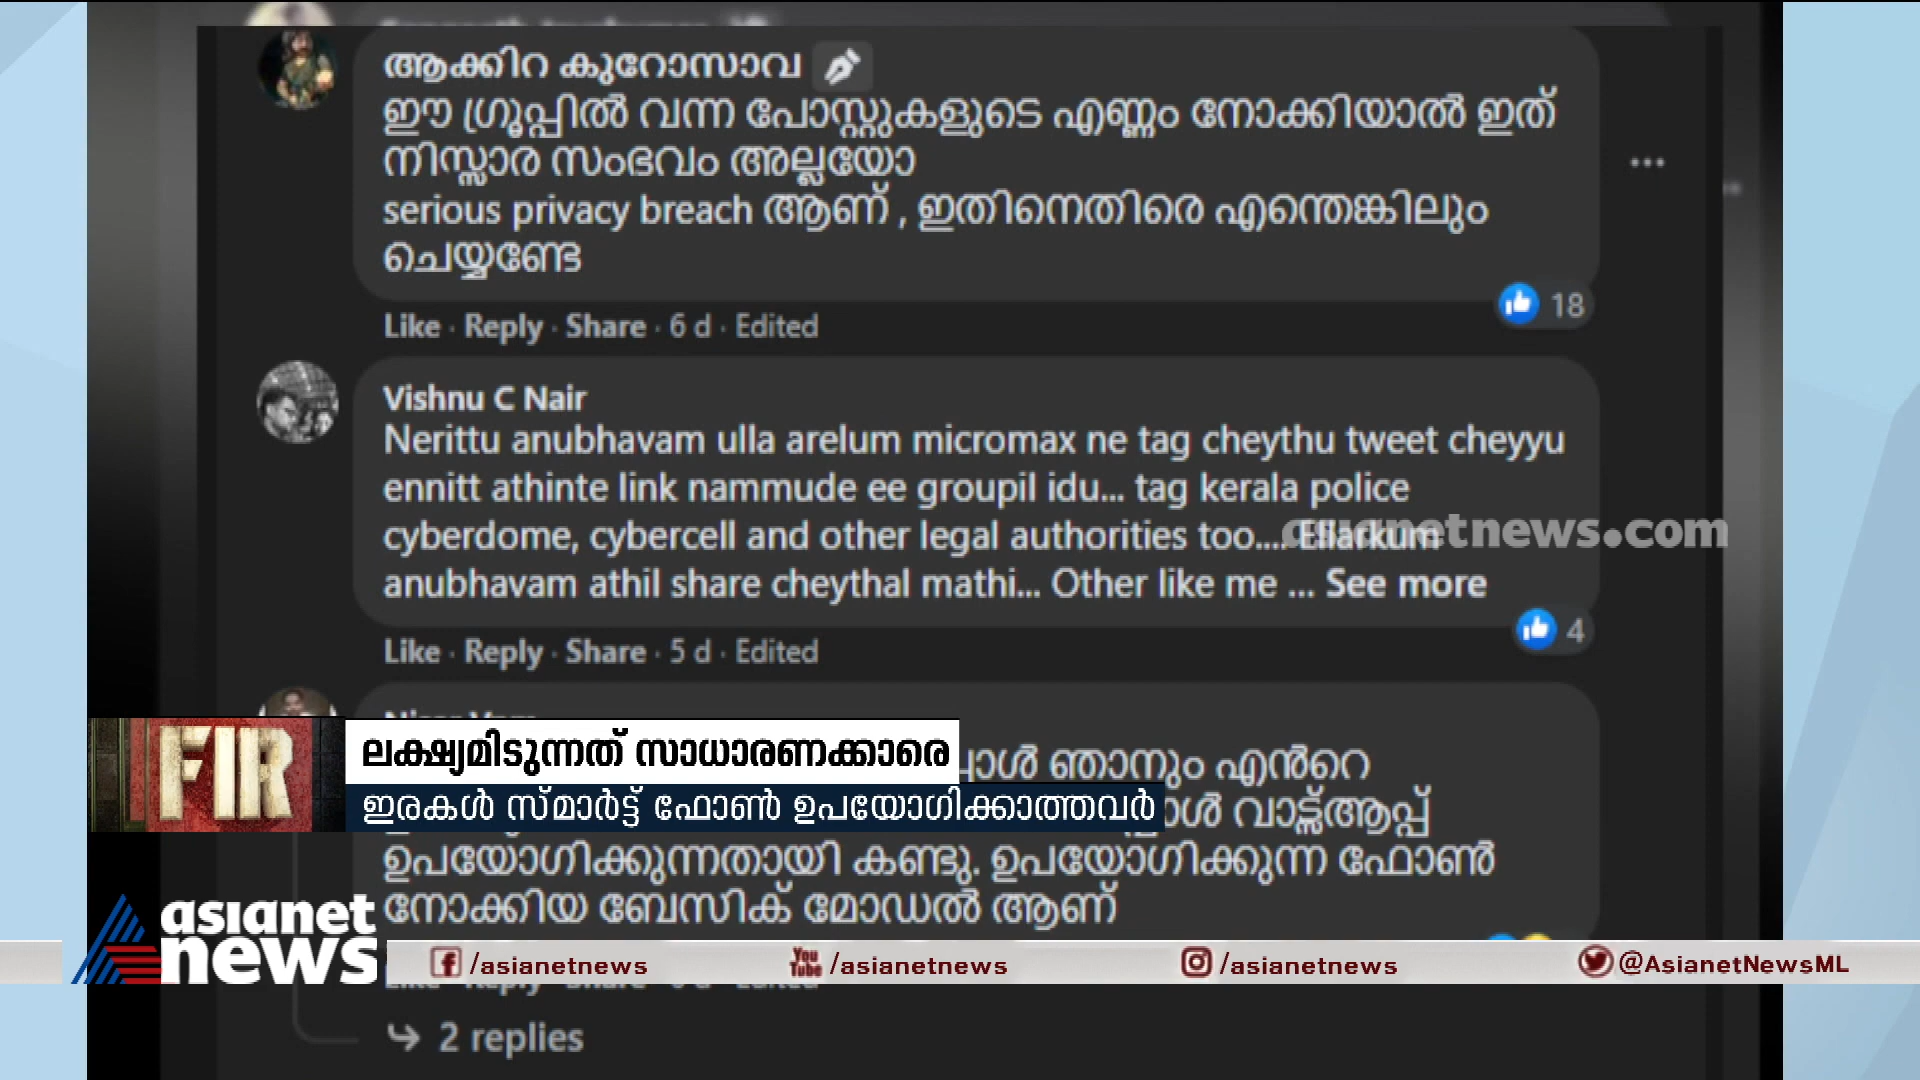 ആക്കിറ കുറോസാവ
ഈ ഗ്രൂപ്പിൽ വന്ന പോസ്റ്റുകളുടെ എണ്ണം നോക്കിയാൽ ഇത്
നിസ്സാര സംഭവം അല്ലയോ
serious privacy breach ആണ് , ഇതിനെതിരെ എന്തെങ്കിലും
ചെയ്യണ്ടേ
18
Like · Reply · Share · 6 d · Edited
Vishnu C Nair
Nerittu anubhavam ulla arelum micromax ne tag cheythu tweet cheyyu
ennitt athinte link nammude ee groupil idu... tag kerala police
cyberdome, cybercell and other legal authorities too.... Ellarkum
asianetnews.com
anubhavam athil share cheythal mathi... Other like me ... See more
4
Like · Reply · Share · 5 d · Edited
FIR
ലക്ഷ്യമിടുന്നത് സാധാരണക്കാരെ
ഞാനും എൻറെ
ഇരകൾ സ്മാർട്ട് ഫോൺ ഉപയോഗിക്കാത്തവർ
വാട്ട്സ്ആപ്പ്
ഉപയോഗിക്കുന്നതായി കണ്ടു. ഉപയോഗിക്കുന്ന ഫോൺ
നോക്കിയ ബേസിക് മോഡൽ ആണ്
asianet
news
/asianetnews
You
Tube /asianetnews
/asianetnews
@AsianetNewsML
2 replies